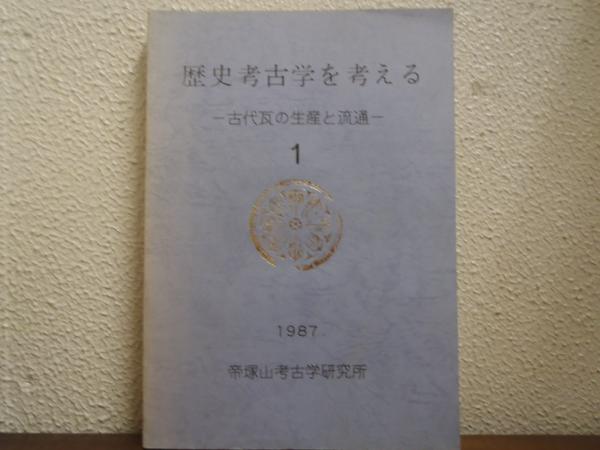 歴史考古学を考える
−古代瓦の生産と流通−
1
1987
帝塚山考古学研究所